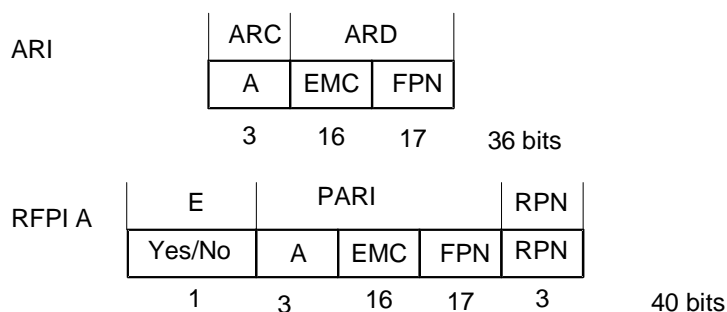 ARC ARD
ARI
A EMC FPN
3 16 17 36 bits
E PARI RPN
RFPI A
Yes/No A EMC FPN RPN
1 3 16 17 3 40 bits